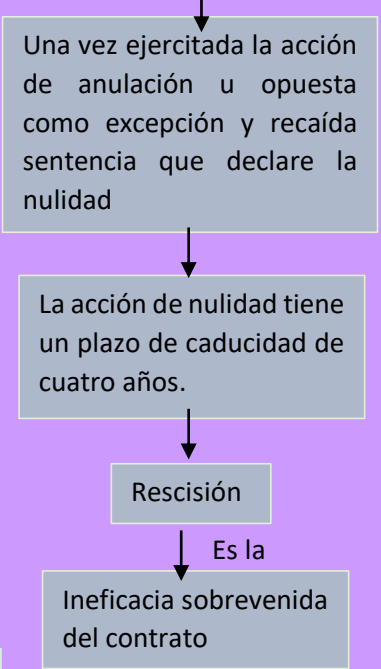 Una vez ejercitada la acción
de anulación u opuesta
como excepción y recaída
sentencia que declare la
nulidad
La acción de nulidad tiene
un plazo de caducidad de
cuatro años.
Rescisión
Es la
Ineficacia sobrevenida
del contrato